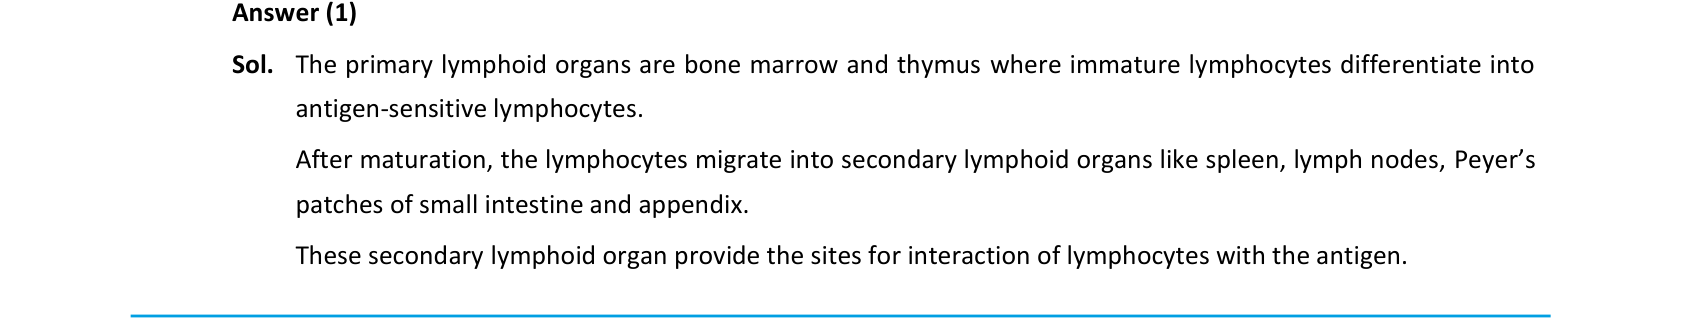 Answer (1)
Sol. The primary lymphoid organs are bone marrow and thymus where immature lymphocytes differentiate into
antigen-sensitive lymphocytes.
After maturation, the lymphocytes migrate into secondary lymphoid organs like spleen, lymph nodes, Peyer’s
patches of small intestine and appendix.
These secondary lymphoid organ provide the sites for interaction of lymphocytes with the antigen.